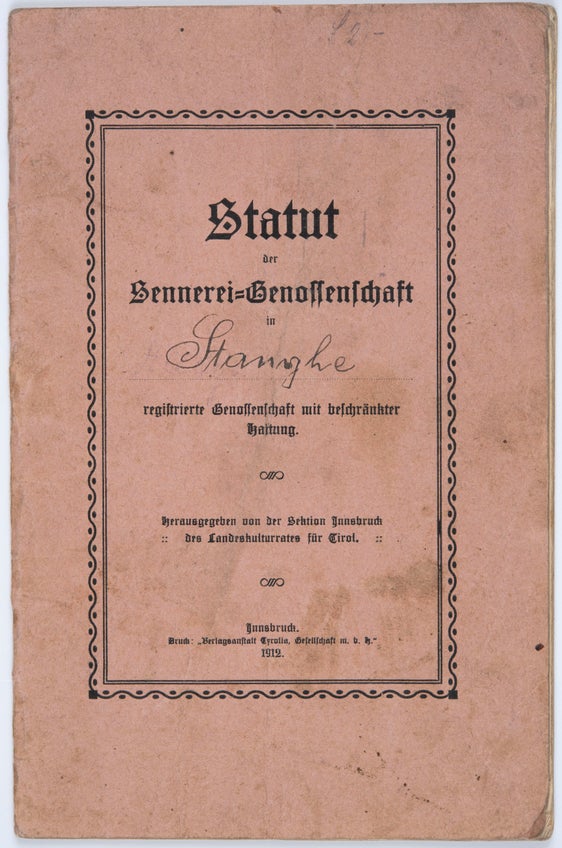 Statut
der
Sennerei=Genossenschaft
in
Stanghe
registrierte Genossenschaft mit beschränkter
Haftung.
Herausgegeben von der Sektion Innsbruck
:: des Landeskulturrates für Tirol. ::
Innsbruck.
Druck: „Verlagsanstalt Tyrolia, Gesellschaft m. b. H.“
1912.